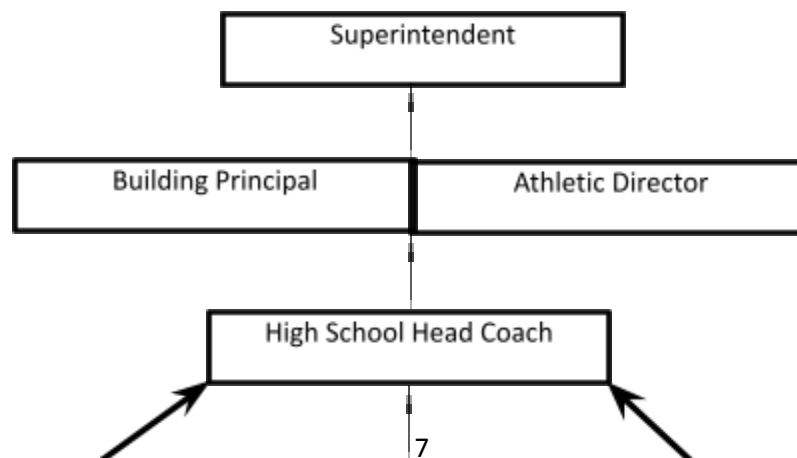 Superintendent
Building Principal
Athletic Director
High School Head Coach
7